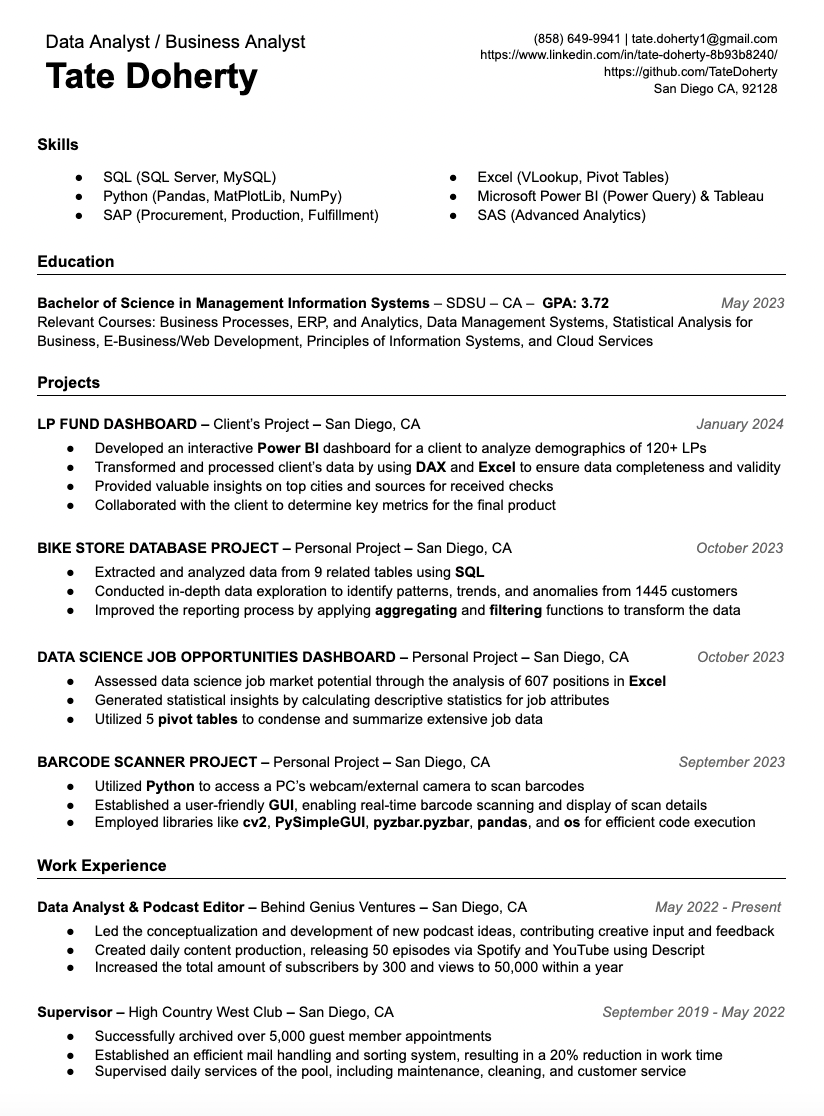 Data Analyst / Business Analyst
Tate Doherty
(858) 649-9941 | tate.doherty1@gmail.com
https://www.linkedin.com/in/tate-doherty-8b93b8240/
https://github.com/TateDoherty
San Diego CA, 92128
Skills
● SQL (SQL Server, MySQL)
● Python (Pandas, MatPlotLib, NumPy)
● SAP (Procurement, Production, Fulfillment)
● Excel (VLookup, Pivot Tables)
● Microsoft Power BI (Power Query) & Tableau
● SAS (Advanced Analytics)
Education
Bachelor of Science in Management Information Systems – SDSU – CA – GPA: 3.72 May 2023
Relevant Courses: Business Processes, ERP, and Analytics, Data Management Systems, Statistical Analysis for
Business, E-Business/Web Development, Principles of Information Systems, and Cloud Services
Projects
LP FUND DASHBOARD – Client's Project – San Diego, CA January 2024
● Developed an interactive Power BI dashboard for a client to analyze demographics of 120+ LPs
● Transformed and processed client's data by using DAX and Excel to ensure data completeness and validity
● Provided valuable insights on top cities and sources for received checks
● Collaborated with the client to determine key metrics for the final product
BIKE STORE DATABASE PROJECT – Personal Project – San Diego, CA October 2023
● Extracted and analyzed data from 9 related tables using SQL
● Conducted in-depth data exploration to identify patterns, trends, and anomalies from 1445 customers
● Improved the reporting process by applying aggregating and filtering functions to transform the data
DATA SCIENCE JOB OPPORTUNITIES DASHBOARD – Personal Project – San Diego, CA October 2023
● Assessed data science job market potential through the analysis of 607 positions in Excel
● Generated statistical insights by calculating descriptive statistics for job attributes
● Utilized 5 pivot tables to condense and summarize extensive job data
BARCODE SCANNER PROJECT – Personal Project – San Diego, CA September 2023
● Utilized Python to access a PC's webcam/external camera to scan barcodes
● Established a user-friendly GUI, enabling real-time barcode scanning and display of scan details
● Employed libraries like cv2, PySimpleGUI, pyzbar.pyzbar, pandas, and os for efficient code execution
Work Experience
Data Analyst & Podcast Editor – Behind Genius Ventures – San Diego, CA May 2022 - Present
● Led the conceptualization and development of new podcast ideas, contributing creative input and feedback
● Created daily content production, releasing 50 episodes via Spotify and YouTube using Descript
● Increased the total amount of subscribers by 300 and views to 50,000 within a year
Supervisor – High Country West Club – San Diego, CA September 2019 - May 2022
● Successfully archived over 5,000 guest member appointments
● Established an efficient mail handling and sorting system, resulting in a 20% reduction in work time
● Supervised daily services of the pool, including maintenance, cleaning, and customer service